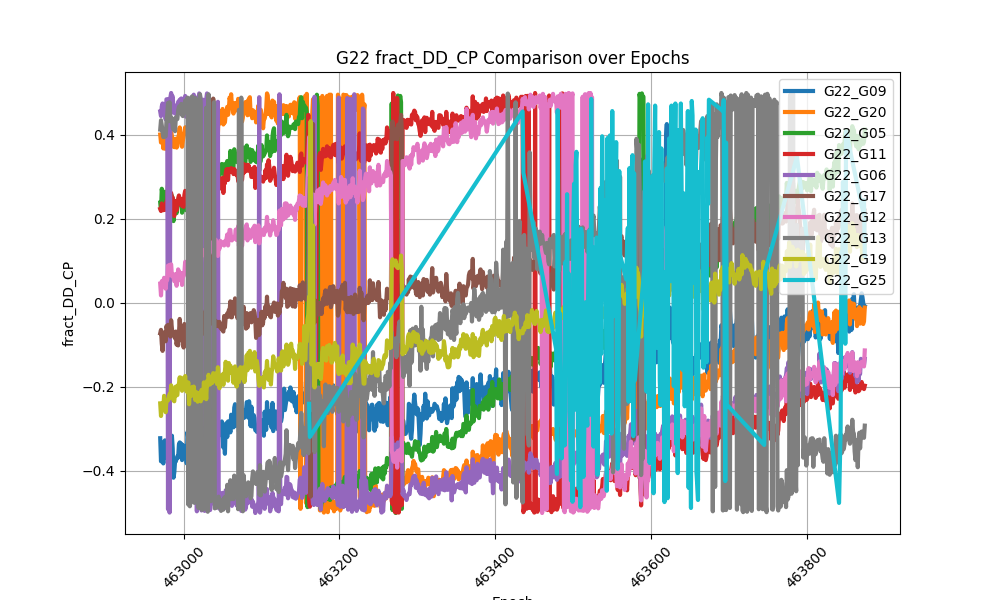 G22 fract_DD_CP Comparison over Epochs
fract_DD_CP
0.4
0.2
0.0
−0.2
−0.4
463000
463200
463400
463600
463800
Epoch
G22_G09
G22_G20
G22_G05
G22_G11
G22_G06
G22_G17
G22_G12
G22_G13
G22_G19
G22_G25